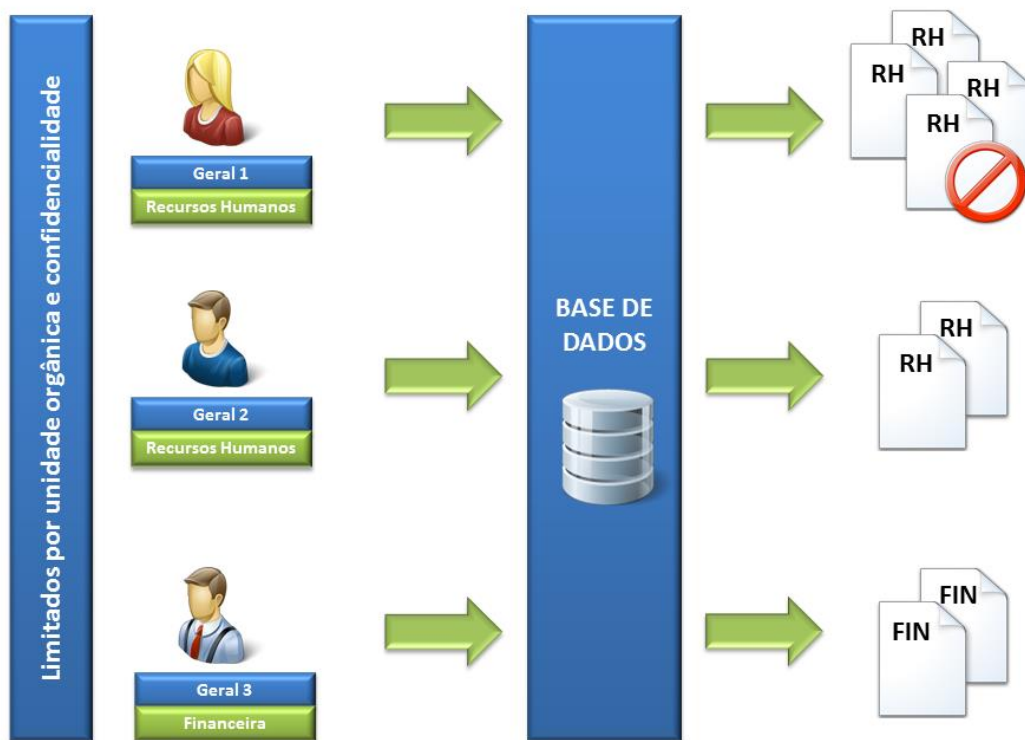 Limitados por unidade orgânica e confidencialidade
Geral 1
Recursos Humanos
Geral 2
Recursos Humanos
Geral 3
Financeira
BASE DE
DADOS
RH
RH
RH
RH
RH
RH
FIN
FIN